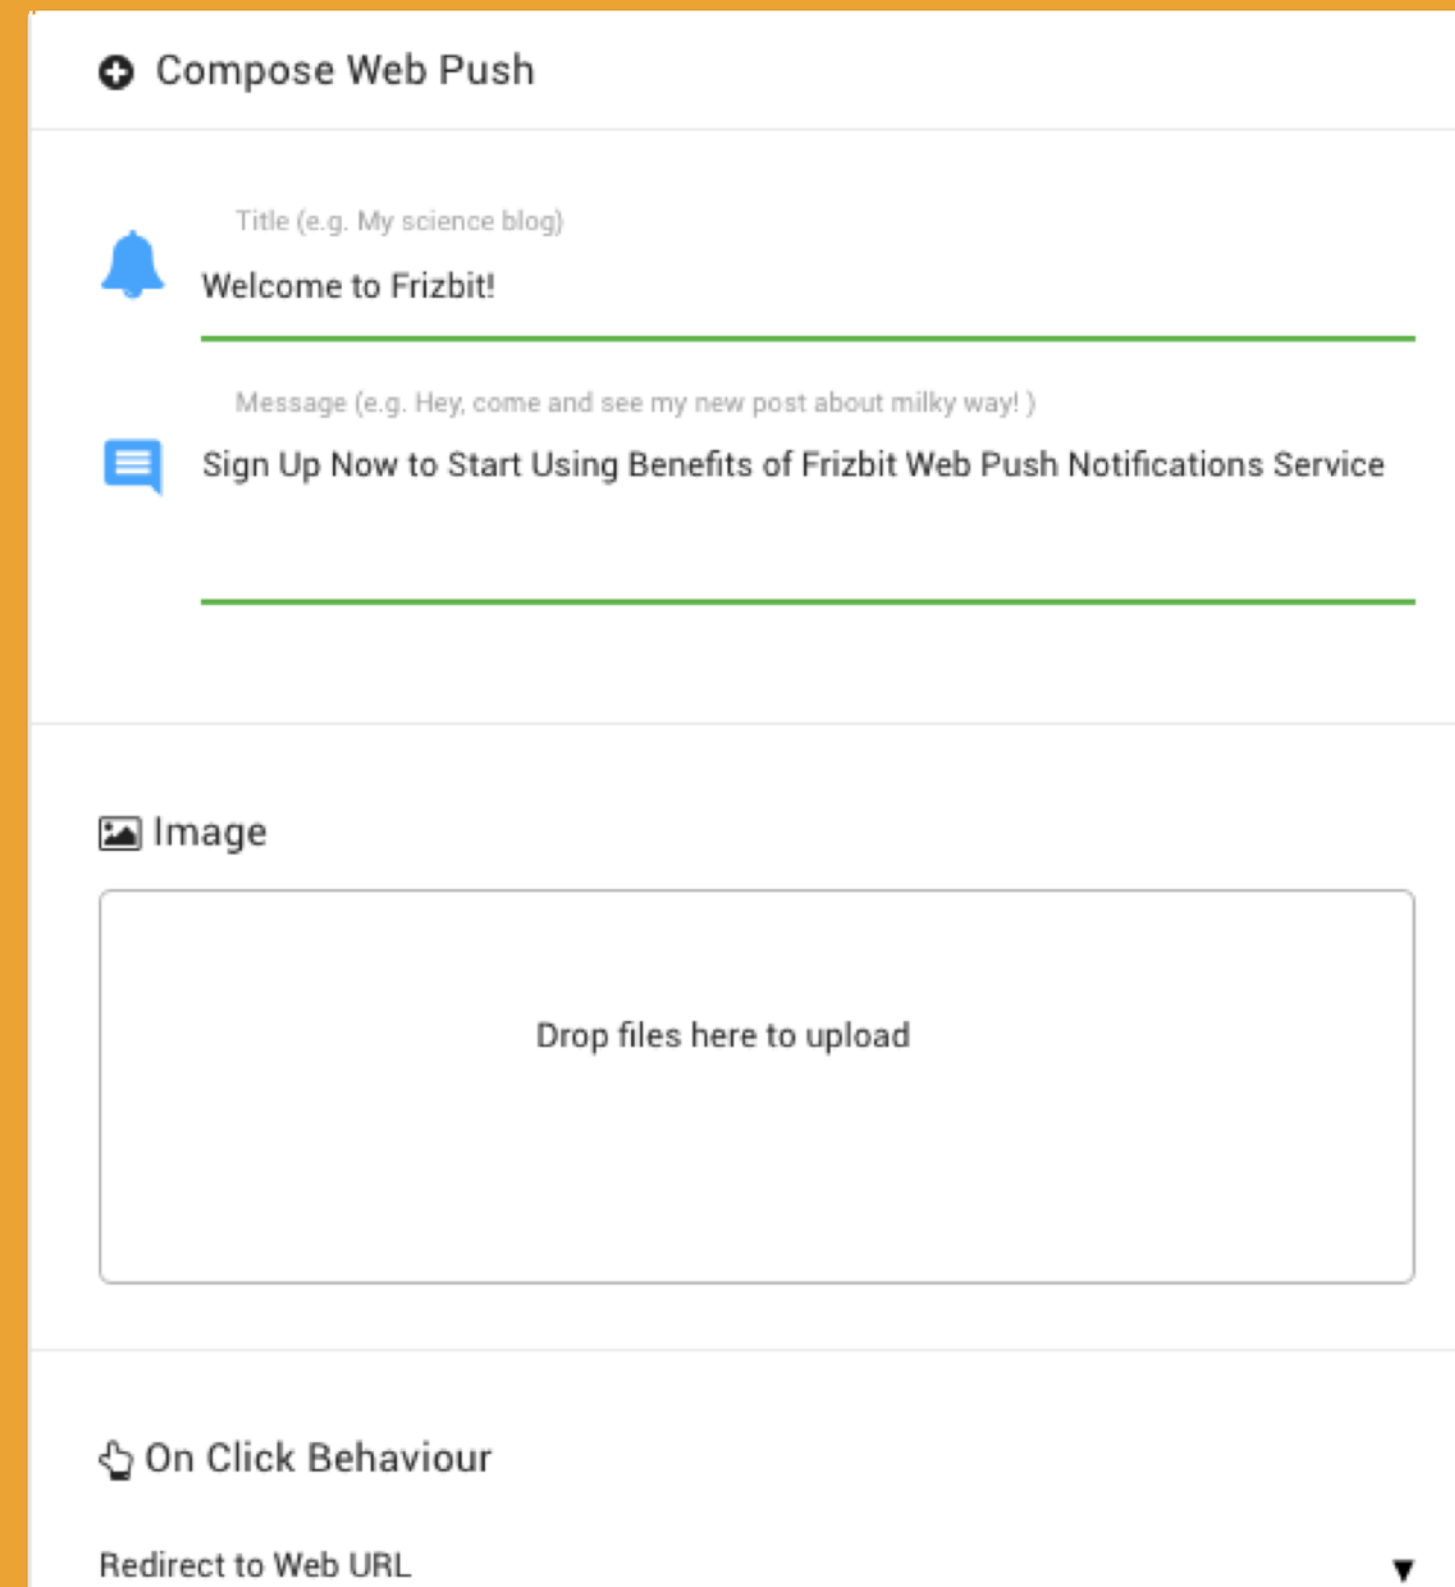 Compose Web Push
Title (e.g. My science blog)
Welcome to Frizbit!
Message (e.g. Hey, come and see my new post about milky way! )
Sign Up Now to Start Using Benefits of Frizbit Web Push Notifications Service
Image
Drop files here to upload
On Click Behaviour
Redirect to Web URL